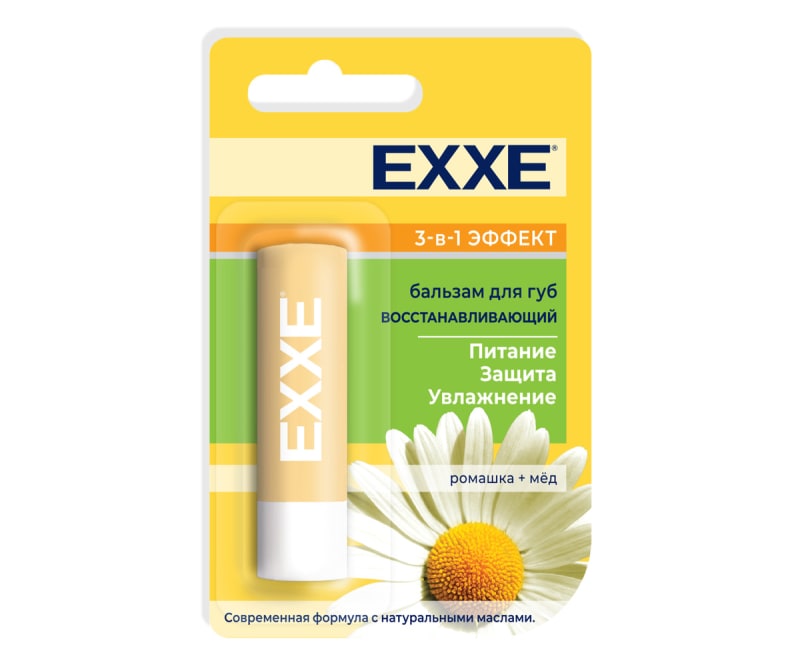 EXXE®
3-в-1 ЭФФЕКТ
бальзам для губ
ВОССТАНАВЛИВАЮЩИЙ
Питание
Защита
Увлажнение
EXXE®
ромашка + мёд
Современная формула с натуральными маслами.